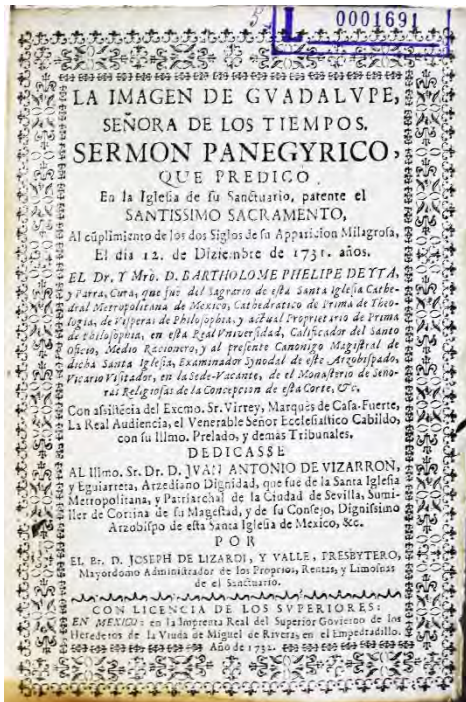 L 0001691
LA IMAGEN DE GVADALVPE,
SEÑORA DE LOS TIEMPOS.
SERMON PANEGYRICO,
QUE PREDICÓ
En la Iglesia de su Sanctuario, patente el
SANTISSIMO SACRAMENTO,
Al cũplimiento de los dos Siglos de su Apparicion Milagrosa,
El dia 12. de Diziembre de 1731. años.
EL Dr. Y Mrô. D. BARTHOLOME PHELIPE DEYTA,
y Parra, Cura, que fué del Sagrario de esta Santa Iglesia Cathe-
dral Metropolitana de Mexico, Cathedratico de Prima de Theo-
logia, de Visperas de Philosophia, y actual Proprietario de Prima
de Philosophia, en esta Real Vniversidad, Calificador del Santo
Oficio, Medio Racionero, y al presente Canonigo Magistral de
dicha Santa Iglesia, Examinador Synodal de este Arzobispado,
Vicario Visitador, en la Sede-Vacante, de el Monasterio de Seño-
ras Religiosas de la Concepcion de esta Corte, &c.
Con assistẽcia del Excmo. Sr. Virrey, Marques de Casa-Fuerte,
La Real Audiencia, el Venerable Señor Ecclesiastico Cabildo,
con su Illmo. Prelado, y demàs Tribunales.
DEDICASSE
AL Illmo. Sr. Dr. D. JVAN ANTONIO DE VIZARRON,
y Eguiarreta, Arzediano Dignidad, que fue de la Santa Iglesia
Metropolitana, y Patriarchal de la Ciudad de Sevilla, Sumi-
ller de Cortina de su Magestad, y de su Consejo, Dignissimo
Arzobispo de esta Santa Iglesia de Mexico, &c.
POR
EL Br. D. JOSEPH DE LIZARDI, Y VALLE, PRESBYTERO,
Mayordomo Administrador de los Proprios, Rentas, y Limosnas
de el Sanctuario.
CON LICENCIA DE LOS SVPERIORES:
EN MEXICO: en la Imprenta Real del Superior Govierno de los
Herederos de la Viuda de Miguel de Rivera, en el Empedradillo.
Año de 1732.